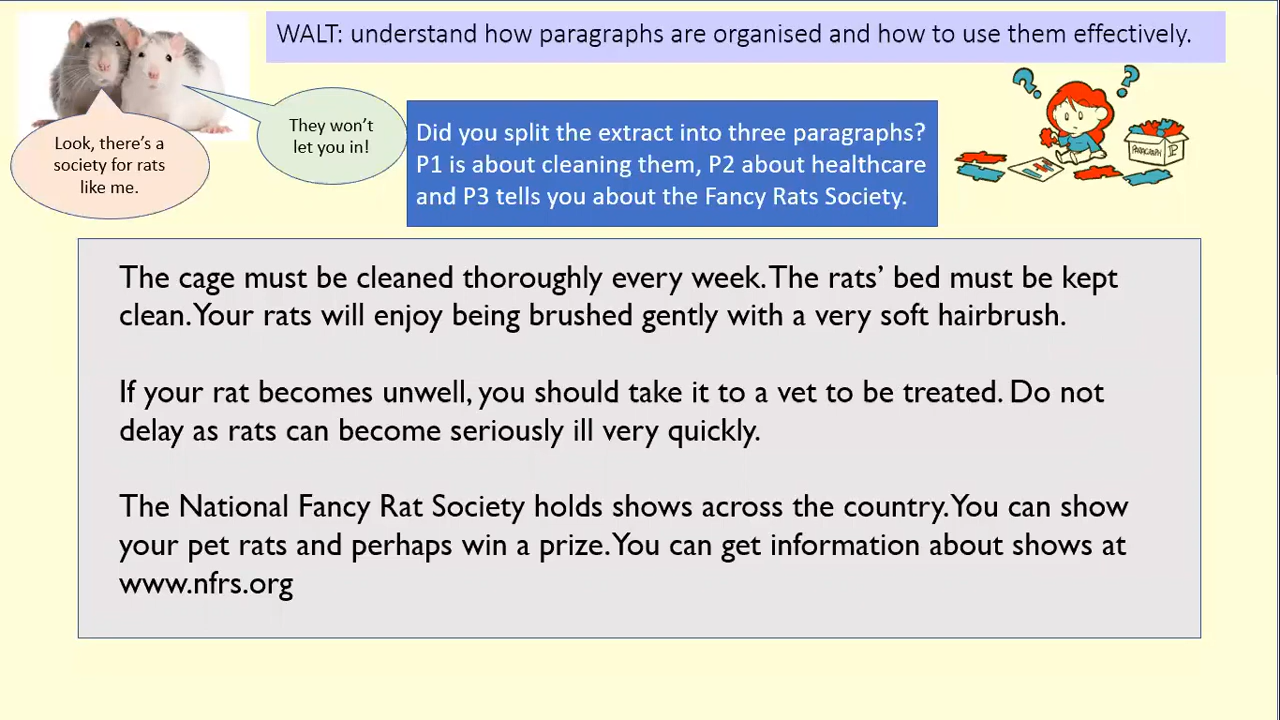 WALT: understand how paragraphs are organised and how to use them effectively.
Look, there's a
society for rats
like me.
They won't
let you in!
Did you split the extract into three paragraphs?
P1 is about cleaning them, P2 about healthcare
and P3 tells you about the Fancy Rats Society.
The cage must be cleaned thoroughly every week. The rats' bed must be kept
clean. Your rats will enjoy being brushed gently with a very soft hairbrush.
If your rat becomes unwell, you should take it to a vet to be treated. Do not
delay as rats can become seriously ill very quickly.
The National Fancy Rat Society holds shows across the country. You can show
your pet rats and perhaps win a prize. You can get information about shows at
www.nfrs.org